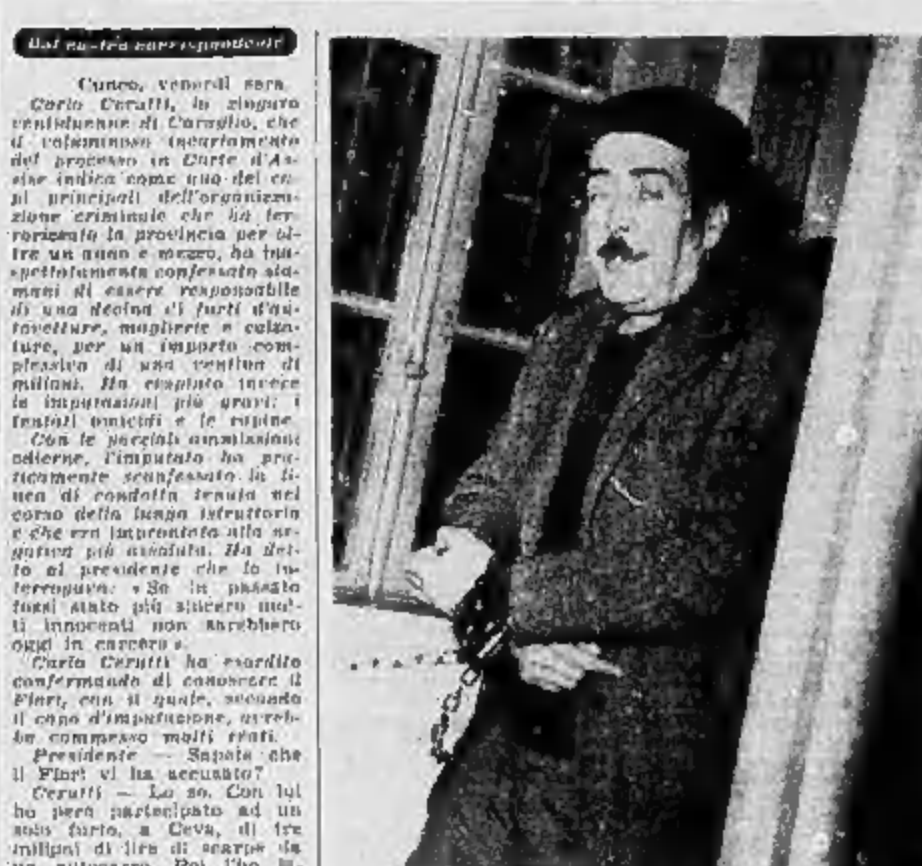 Dal nostro corrispondente
Cuneo, venerdì sera.
Carlo Cerutti, lo zingaro
ventiduenne di Caraglio, che
il voluminoso incartamento
del processo in Corte d'As-
sise indica come uno dei ca-
pi principali dell'organizza-
zione criminale che ha ter-
rorizzato la provincia per ol-
tre un anno e mezzo, ha ina-
spettatamente confessato sta-
mani di essere responsabile
di una decina di furti d'au-
tovetture, maglierie e calza-
ture, per un importo com-
plessivo di una ventina di
milioni. Ha respinto invece
le imputazioni più gravi: i
tentati omicidi e le rapine.
Con le parziali ammissioni
odierne, l'imputato ha pra-
ticamente sconfessato la li-
nea di condotta tenuta nel
corso della lunga istruttoria
e che era improntata alla ne-
gativa più assoluta. Ha det-
to al presidente che lo in-
terrogava: «Se in passato
fossi stato più sincero mol-
ti innocenti non sarebbero
oggi in carcere».
Carlo Cerutti ha esordito
confermando di conoscere il
Fiori, con il quale, secondo
il capo d'imputazione, avreb-
be commesso molti reati.
Presidente — Sapete che
il Fiori vi ha accusato?
Cerutti — Lo so. Con lui
ho però partecipato ad un
solo furto, a Ceva, di tre
milioni di lire di scarpe da
un autocarro. Poi l'ho